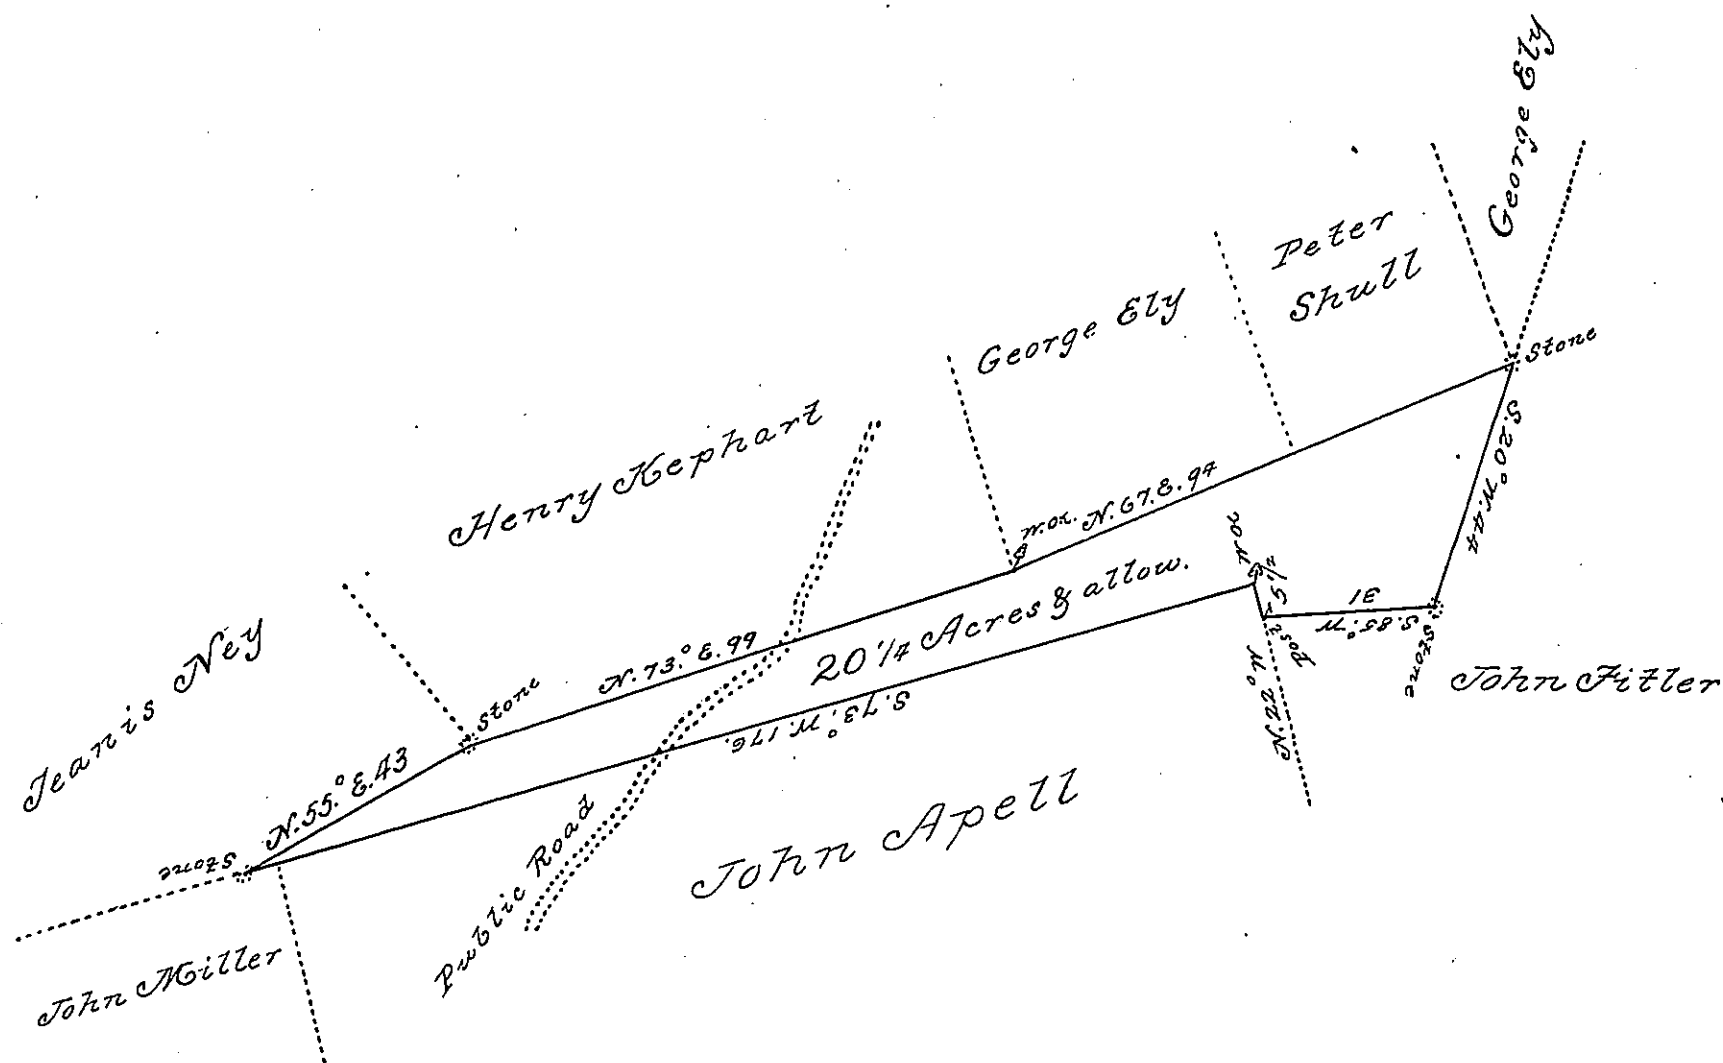 George Ely
Peter
Shull
Stone
George Ely
Henry Kephart
S. 20° W. 44
w.oz. N. 67. E. 94
S. 85.° W.
31
Stone
Post
5 1/2
N. 22° W.
John Fitler
20 1/4 Acres & allow.
N. 73.° E. 99
S. 73.° W. 176.
Jeanis Ney
Stone
N. 55.° E. 43
Stone
John Apell
Public Road
John Miller